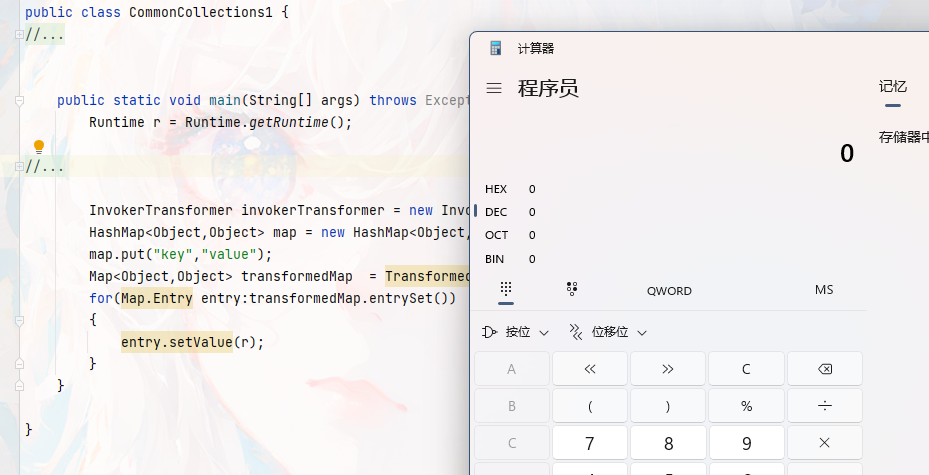 public class CommonCollections1 {
//...
public static void main(String[] args) throws Except
Runtime r = Runtime.getRuntime();
//...
InvokerTransformer invokerTransformer = new Invo
HashMap<Object,Object> map = new HashMap<Object,
map.put("key","value");
Map<Object,Object> transformedMap  = Transformed
for(Map.Entry entry:transformedMap.entrySet())
{
entry.setValue(r);
}
}
}
计算器
程序员
记忆
0
存储器中
HEX 0
DEC 0
OCT 0
BIN 0
QWORD MS
按位 位移位
A << >> C
B ( ) % ÷
C 7 8 9 ×